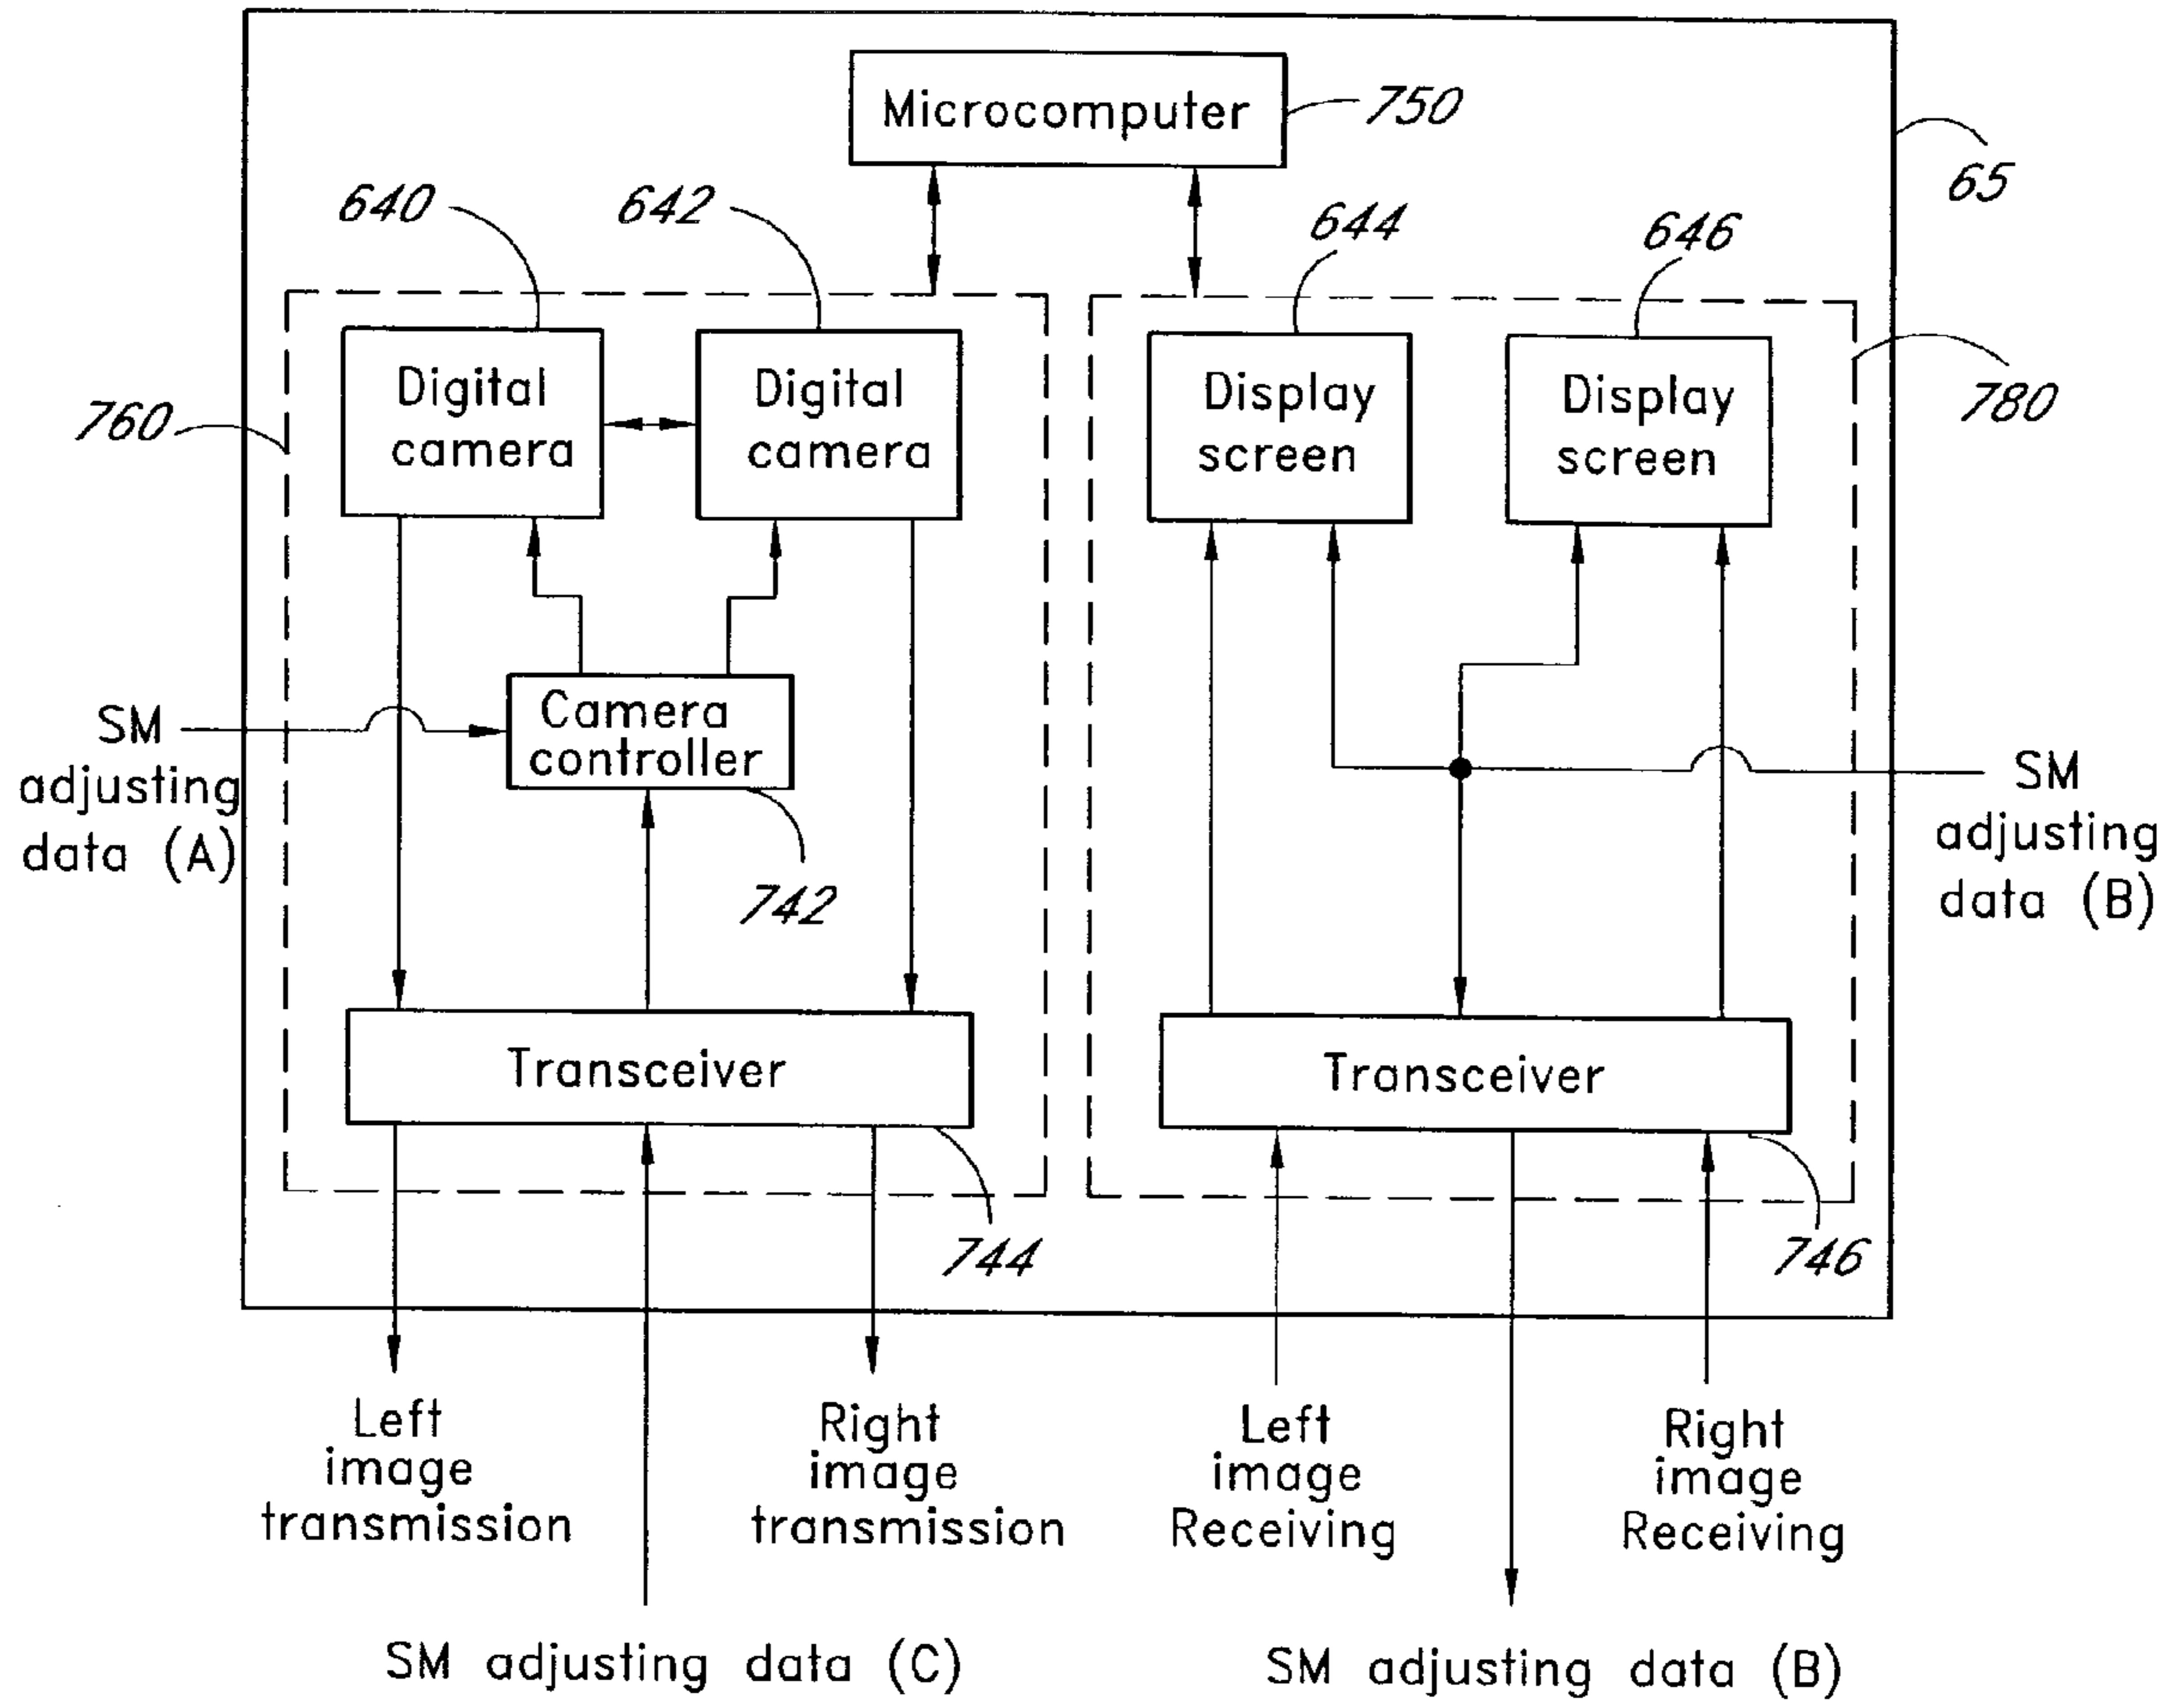 Microcomputer
750
65
640
642
644
646
760
780
Digital
camera
Digital
camera
Display
screen
Display
screen
SM
adjusting
data (A)
Camera
controller
742
SM
adjusting
data (B)
Transceiver
Transceiver
744
746
Left
image
transmission
Right
image
transmission
Left
image
Receiving
Right
image
Receiving
SM adjusting data (C)
SM adjusting data (B)